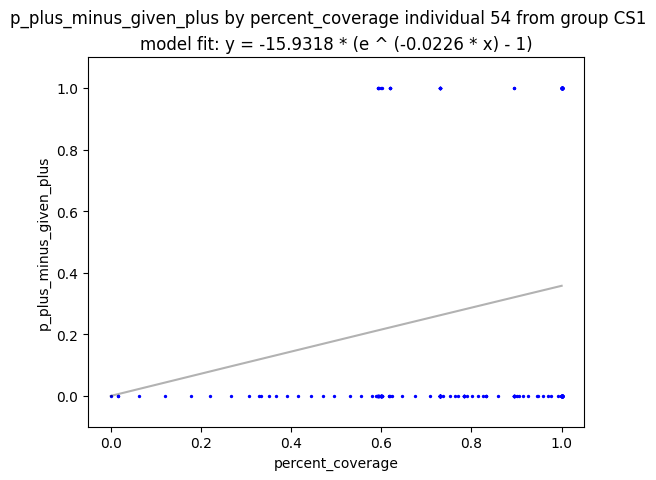 p_plus_minus_given_plus by percent_coverage individual 54 from group CS1
model fit: y = -15.9318 * (e ^ (-0.0226 * x) - 1)
1.0
0.8
0.6
0.4
0.2
0.0
p_plus_minus_given_plus
0.0 0.2 0.4 0.6 0.8 1.0
percent_coverage